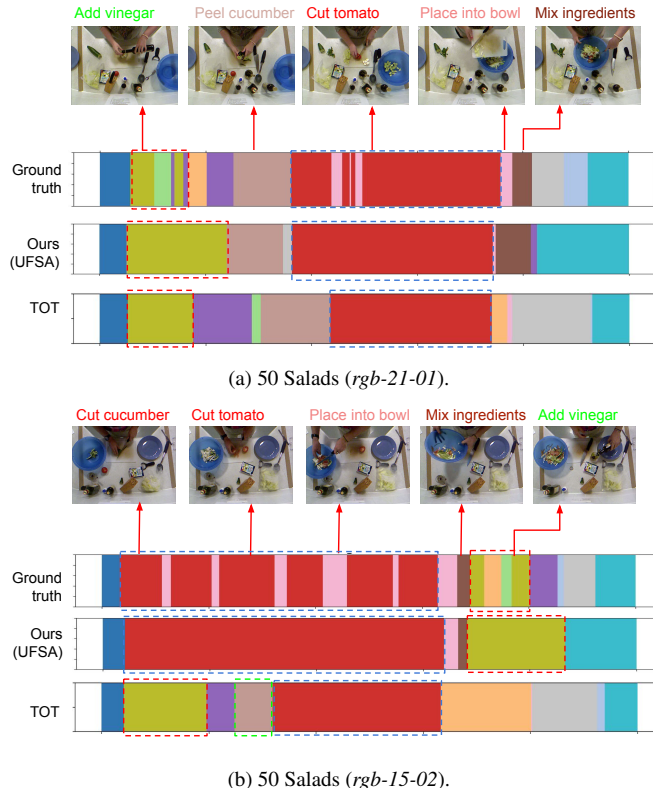 Add vinegar Peel cucumber Cut tomato Place into bowl Mix ingredients
Ground
truth
Ours
(UFSA)
TOT
(a) 50 Salads (rgb-21-01).
Cut cucumber Cut tomato Place into bowl Mix ingredients Add vinegar
Ground
truth
Ours
(UFSA)
TOT
(b) 50 Salads (rgb-15-02).